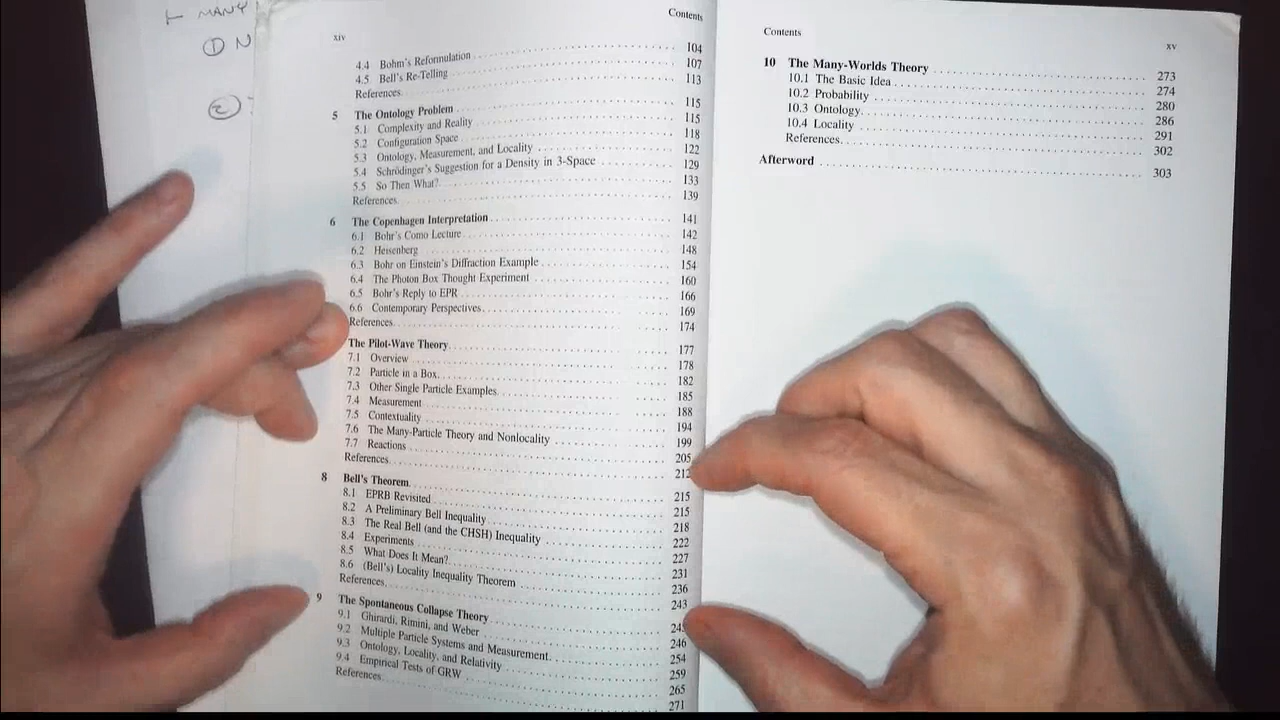 ⊢ MANY
① N
②
xiv
Contents
4.4 Bohm's Reformulation 104
4.5 Bell's Re-Telling 107
References 113
5 The Ontology Problem 115
5.1 Complexity and Reality 115
5.2 Configuration Space 118
5.3 Ontology, Measurement, and Locality 122
5.4 Schrödinger's Suggestion for a Density in 3-Space 129
5.5 So Then What? 133
References 139
6 The Copenhagen Interpretation 141
6.1 Bohr's Como Lecture 142
6.2 Heisenberg 148
6.3 Bohr on Einstein's Diffraction Example 154
6.4 The Photon Box Thought Experiment 160
6.5 Bohr's Reply to EPR 166
6.6 Contemporary Perspectives 169
References 174
The Pilot-Wave Theory 177
7.1 Overview 178
7.2 Particle in a Box 182
7.3 Other Single Particle Examples 185
7.4 Measurement 188
7.5 Contextuality 194
7.6 The Many-Particle Theory and Nonlocality 199
7.7 Reactions 205
References 212
8 Bell's Theorem 215
8.1 EPRB Revisited 215
8.2 A Preliminary Bell Inequality 218
8.3 The Real Bell (and the CHSH) Inequality 222
8.4 Experiments 227
8.5 What Does It Mean? 231
8.6 (Bell's) Locality Inequality Theorem 236
References 243
9 The Spontaneous Collapse Theory 245
9.1 Ghirardi, Rimini, and Weber 246
9.2 Multiple Particle Systems and Measurement 254
9.3 Ontology, Locality, and Relativity 259
9.4 Empirical Tests of GRW 265
References 271
Contents
xv
10 The Many-Worlds Theory 273
10.1 The Basic Idea 274
10.2 Probability 280
10.3 Ontology 286
10.4 Locality 291
References 302
Afterword 303